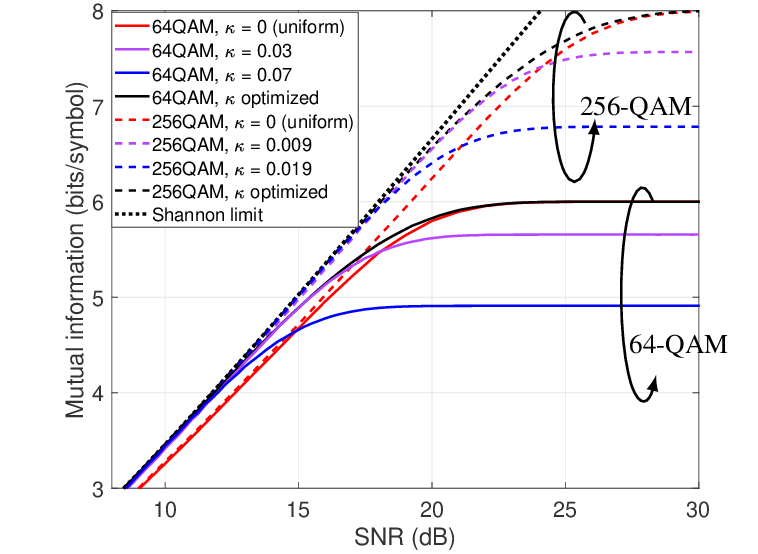 64QAM, κ = 0 (uniform)
64QAM, κ = 0.03
64QAM, κ = 0.07
64QAM, κ optimized
256QAM, κ = 0 (uniform)
256QAM, κ = 0.009
256QAM, κ = 0.019
256QAM, κ optimized
Shannon limit
256-QAM
64-QAM
Mutual information (bits/symbol)
8
7
6
5
4
3
10
15
20
25
30
SNR (dB)